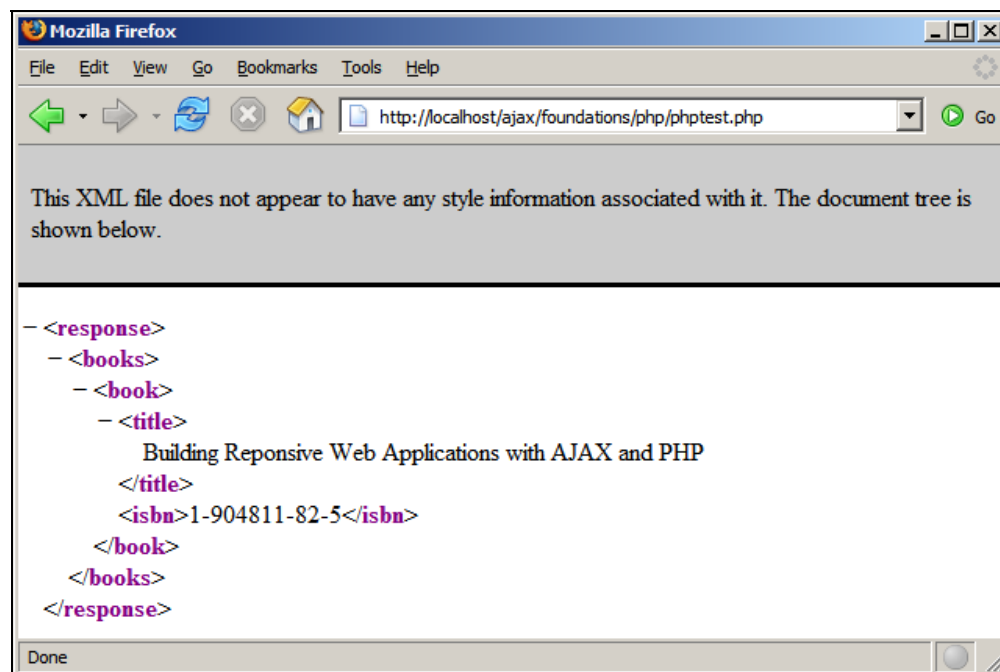 Mozilla Firefox
File Edit View Go Bookmarks Tools Help
http://localhost/ajax/foundations/php/phptest.php Go
This XML file does not appear to have any style information associated with it. The document tree is
shown below.
− <response>
− <books>
− <book>
− <title>
Building Reponsive Web Applications with AJAX and PHP
</title>
<isbn>1-904811-82-5</isbn>
</book>
</books>
</response>
Done